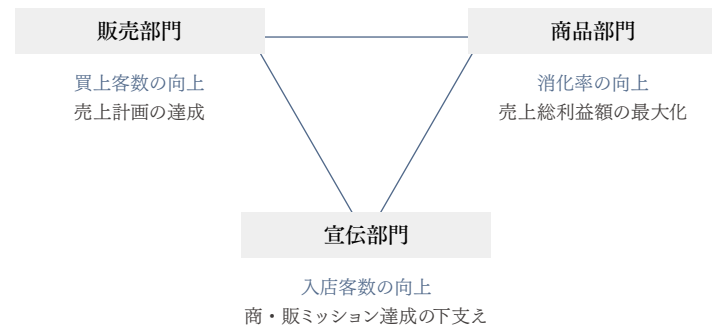 販売部門
買上客数の向上
売上計画の達成
商品部門
消化率の向上
売上総利益額の最大化
宣伝部門
入店客数の向上
商・販ミッション達成の下支え